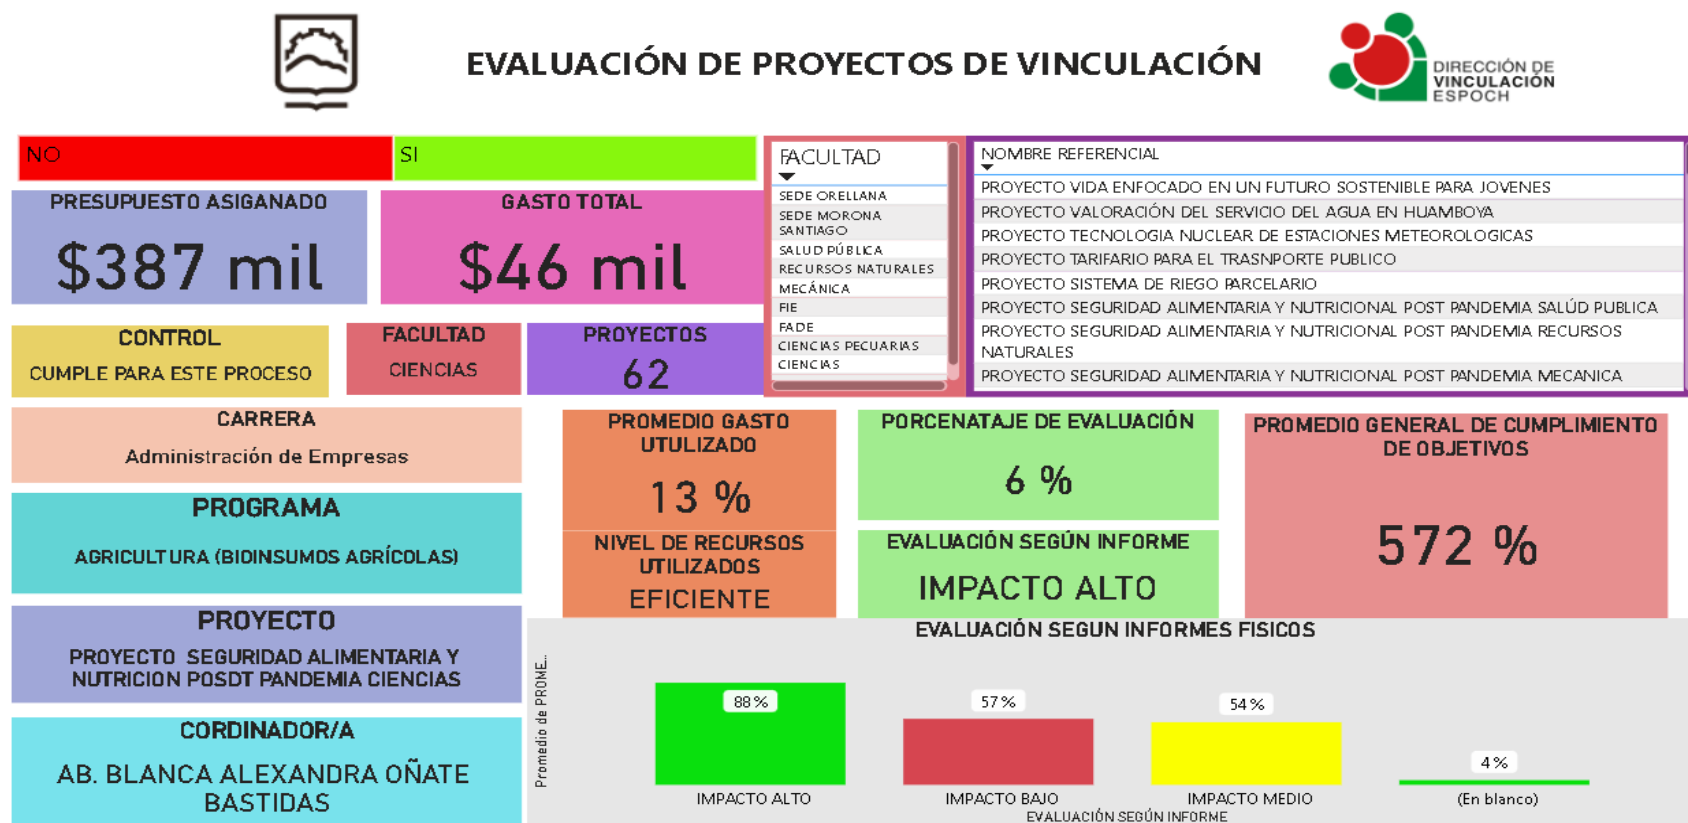 EVALUACIÓN DE PROYECTOS DE VINCULACIÓN
DIRECCIÓN DE
VINCULACIÓN
ESPOCH
NO
SI
PRESUPUESTO ASIGANADO
$387 mil
GASTO TOTAL
$46 mil
FACULTAD
SEDE ORELLANA
SEDE MORONA
SANTIAGO
SALUD PÚBLICA
RECURSOS NATURALES
MECÁNICA
FIE
FADE
CIENCIAS PECUARIAS
CIENCIAS
NOMBRE REFERENCIAL
PROYECTO VIDA ENFOCADO EN UN FUTURO SOSTENIBLE PARA JOVENES
PROYECTO VALORACIÓN DEL SERVICIO DEL AGUA EN HUAMBOYA
PROYECTO TECNOLOGIA NUCLEAR DE ESTACIONES METEOROLOGICAS
PROYECTO TARIFARIO PARA EL TRASNPORTE PUBLICO
PROYECTO SISTEMA DE RIEGO PARCELARIO
PROYECTO SEGURIDAD ALIMENTARIA Y NUTRICIONAL POST PANDEMIA SALÚD PUBLICA
PROYECTO SEGURIDAD ALIMENTARIA Y NUTRICIONAL POST PANDEMIA RECURSOS
NATURALES
PROYECTO SEGURIDAD ALIMENTARIA Y NUTRICIONAL POST PANDEMIA MECANICA
CONTROL
CUMPLE PARA ESTE PROCESO
FACULTAD
CIENCIAS
PROYECTOS
62
CARRERA
Administración de Empresas
PROGRAMA
AGRICULTURA (BIOINSUMOS AGRÍCOLAS)
PROYECTO
PROYECTO SEGURIDAD ALIMENTARIA Y
NUTRICION POSDT PANDEMIA CIENCIAS
CORDINADOR/A
AB. BLANCA ALEXANDRA OÑATE
BASTIDAS
PROMEDIO GASTO
UTULIZADO
13 %
NIVEL DE RECURSOS
UTILIZADOS
EFICIENTE
PORCENATAJE DE EVALUACIÓN
6 %
EVALUACIÓN SEGÚN INFORME
IMPACTO ALTO
PROMEDIO GENERAL DE CUMPLIMIENTO
DE OBJETIVOS
572 %
EVALUACIÓN SEGUN INFORMES FISICOS
Promedio de PROME...
88 %
57 %
54 %
4 %
IMPACTO ALTO
IMPACTO BAJO
IMPACTO MEDIO
(En blanco)
EVALUACIÓN SEGÚN INFORME